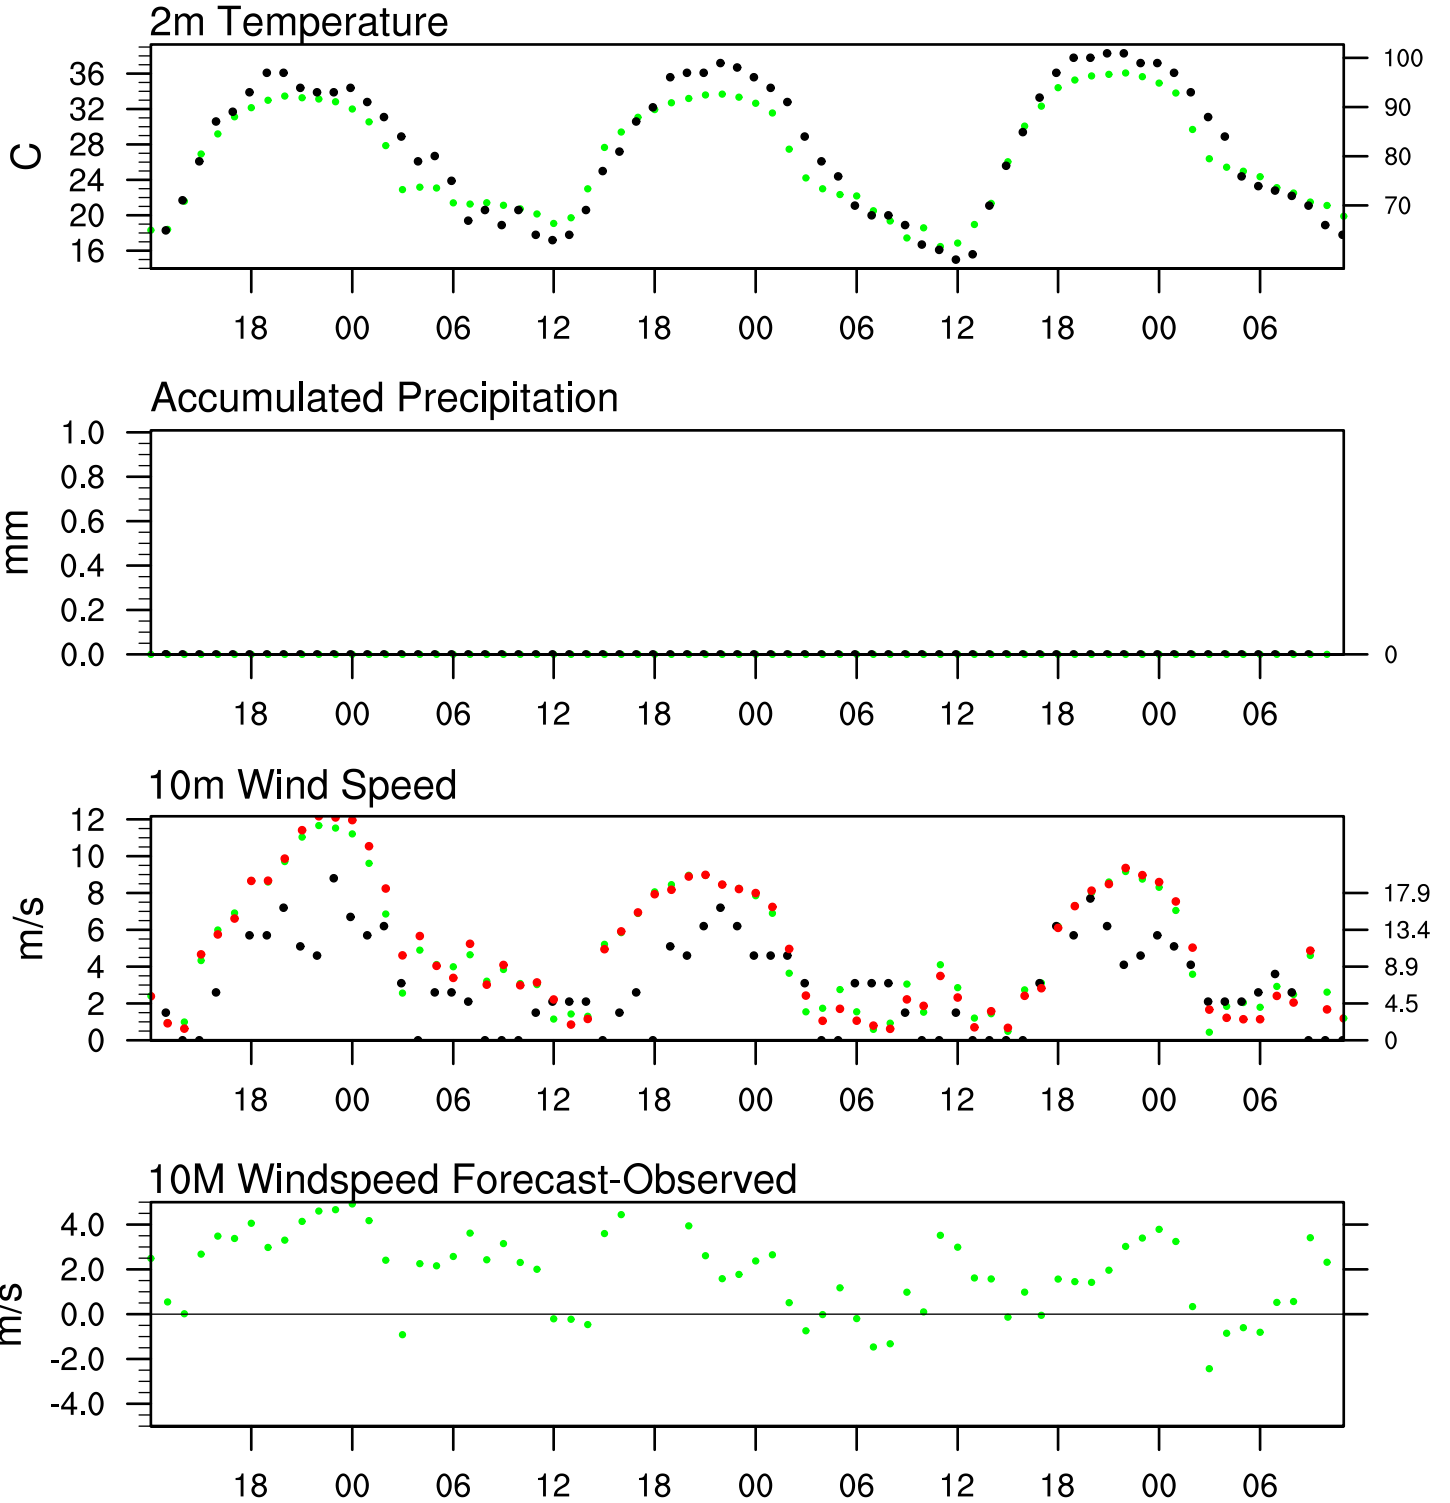 2m Temperature
36
32
28
24
20
16
C
100
90
80
70
18 00 06 12 18 00 06 12 18 00 06
Accumulated Precipitation
1.0
0.8
0.6
0.4
0.2
0.0
mm
0
18 00 06 12 18 00 06 12 18 00 06
10m Wind Speed
12
10
8
6
4
2
0
m/s
17.9
13.4
8.9
4.5
0
18 00 06 12 18 00 06 12 18 00 06
10M Windspeed Forecast-Observed
4.0
2.0
0.0
-2.0
-4.0
m/s
18 00 06 12 18 00 06 12 18 00 06